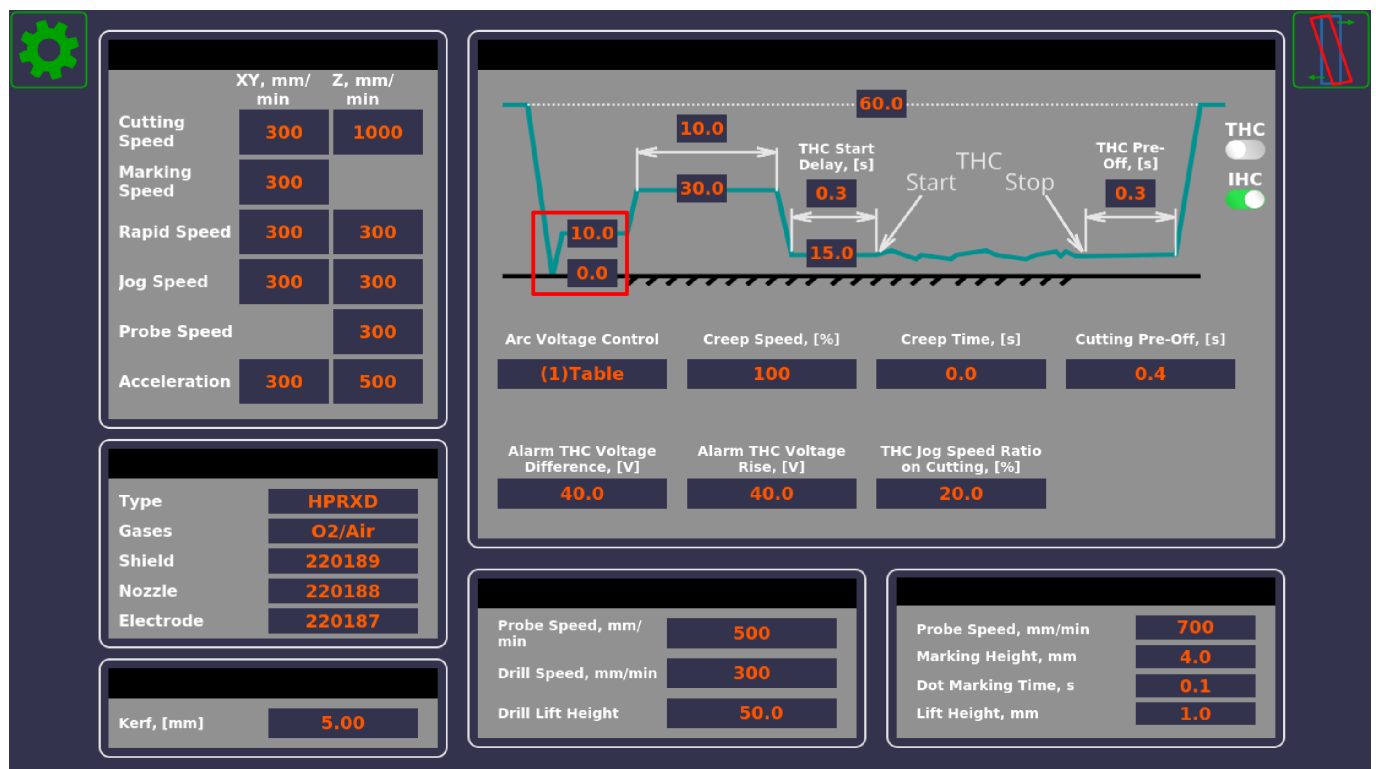 XY, mm/
min
Z, mm/
min
Cutting
Speed
300
1000
Marking
Speed
300
Rapid Speed
300
300
Jog Speed
300
300
Probe Speed
300
Acceleration
300
500
Type
HPRXD
Gases
O2/Air
Shield
220189
Nozzle
220188
Electrode
220187
Kerf, [mm]
5.00
60.0
10.0
30.0
10.0
0.0
THC Start
Delay, [s]
0.3
15.0
THC
Start
Stop
THC Pre-
Off, [s]
0.3
THC
IHC
Arc Voltage Control
(1)Table
Creep Speed, [%]
100
Creep Time, [s]
0.0
Cutting Pre-Off, [s]
0.4
Alarm THC Voltage
Difference, [V]
40.0
Alarm THC Voltage
Rise, [V]
40.0
THC Jog Speed Ratio
on Cutting, [%]
20.0
Probe Speed, mm/
min
500
Drill Speed, mm/min
300
Drill Lift Height
50.0
Probe Speed, mm/min
700
Marking Height, mm
4.0
Dot Marking Time, s
0.1
Lift Height, mm
1.0